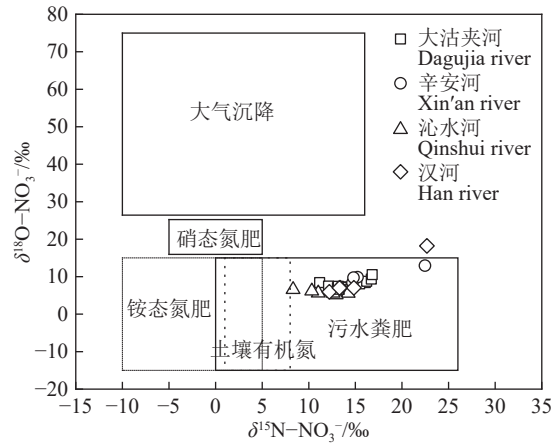 80
70
60
50
40
30
20
10
0
−10
−20
−15
−10
−5
0
5
10
15
20
25
30
δ¹⁸O−NO₃⁻/‰
δ¹⁵N−NO₃⁻/‰
大沽夹河
Dagujia river
辛安河
Xin'an river
沁水河
Qinshui river
汉河
Han river
大气沉降
硝态氮肥
铵态氮肥
土壤有机氮
污水粪肥